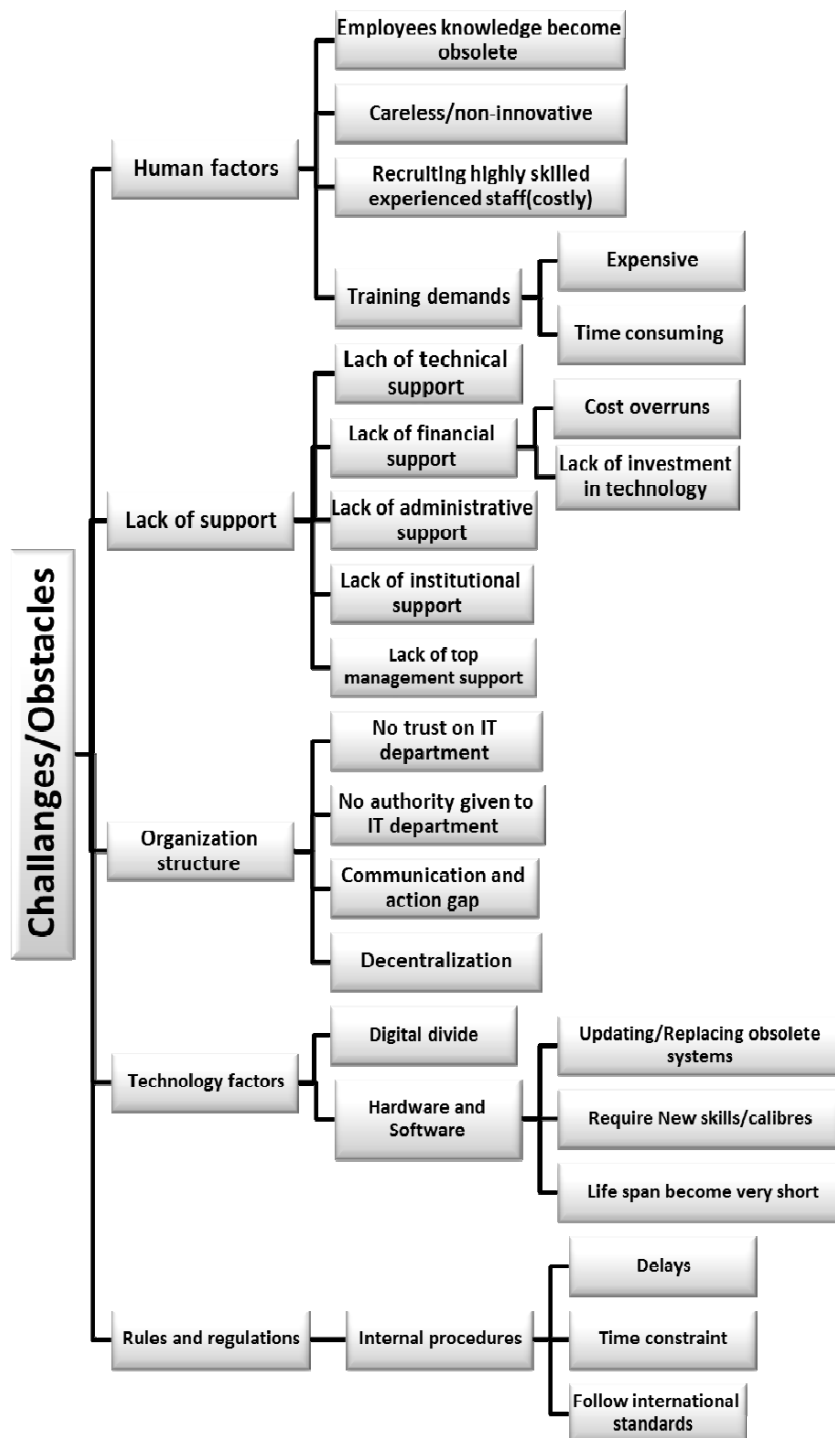 Challanges/Obstacles
Human factors
Employees knowledge become
obsolete
Careless/non-innovative
Recruiting highly skilled
experienced staff(costly)
Training demands
Expensive
Time consuming
Lack of support
Lach of technical
support
Lack of financial
support
Cost overruns
Lack of investment
in technology
Lack of administrative
support
Lack of institutional
support
Lack of top
management support
Organization
structure
No trust on IT
department
No authority given to
IT department
Communication and
action gap
Decentralization
Technology factors
Digital divide
Hardware and
Software
Updating/Replacing obsolete
systems
Require New skills/calibres
Life span become very short
Rules and regulations
Internal procedures
Delays
Time constraint
Follow international
standards